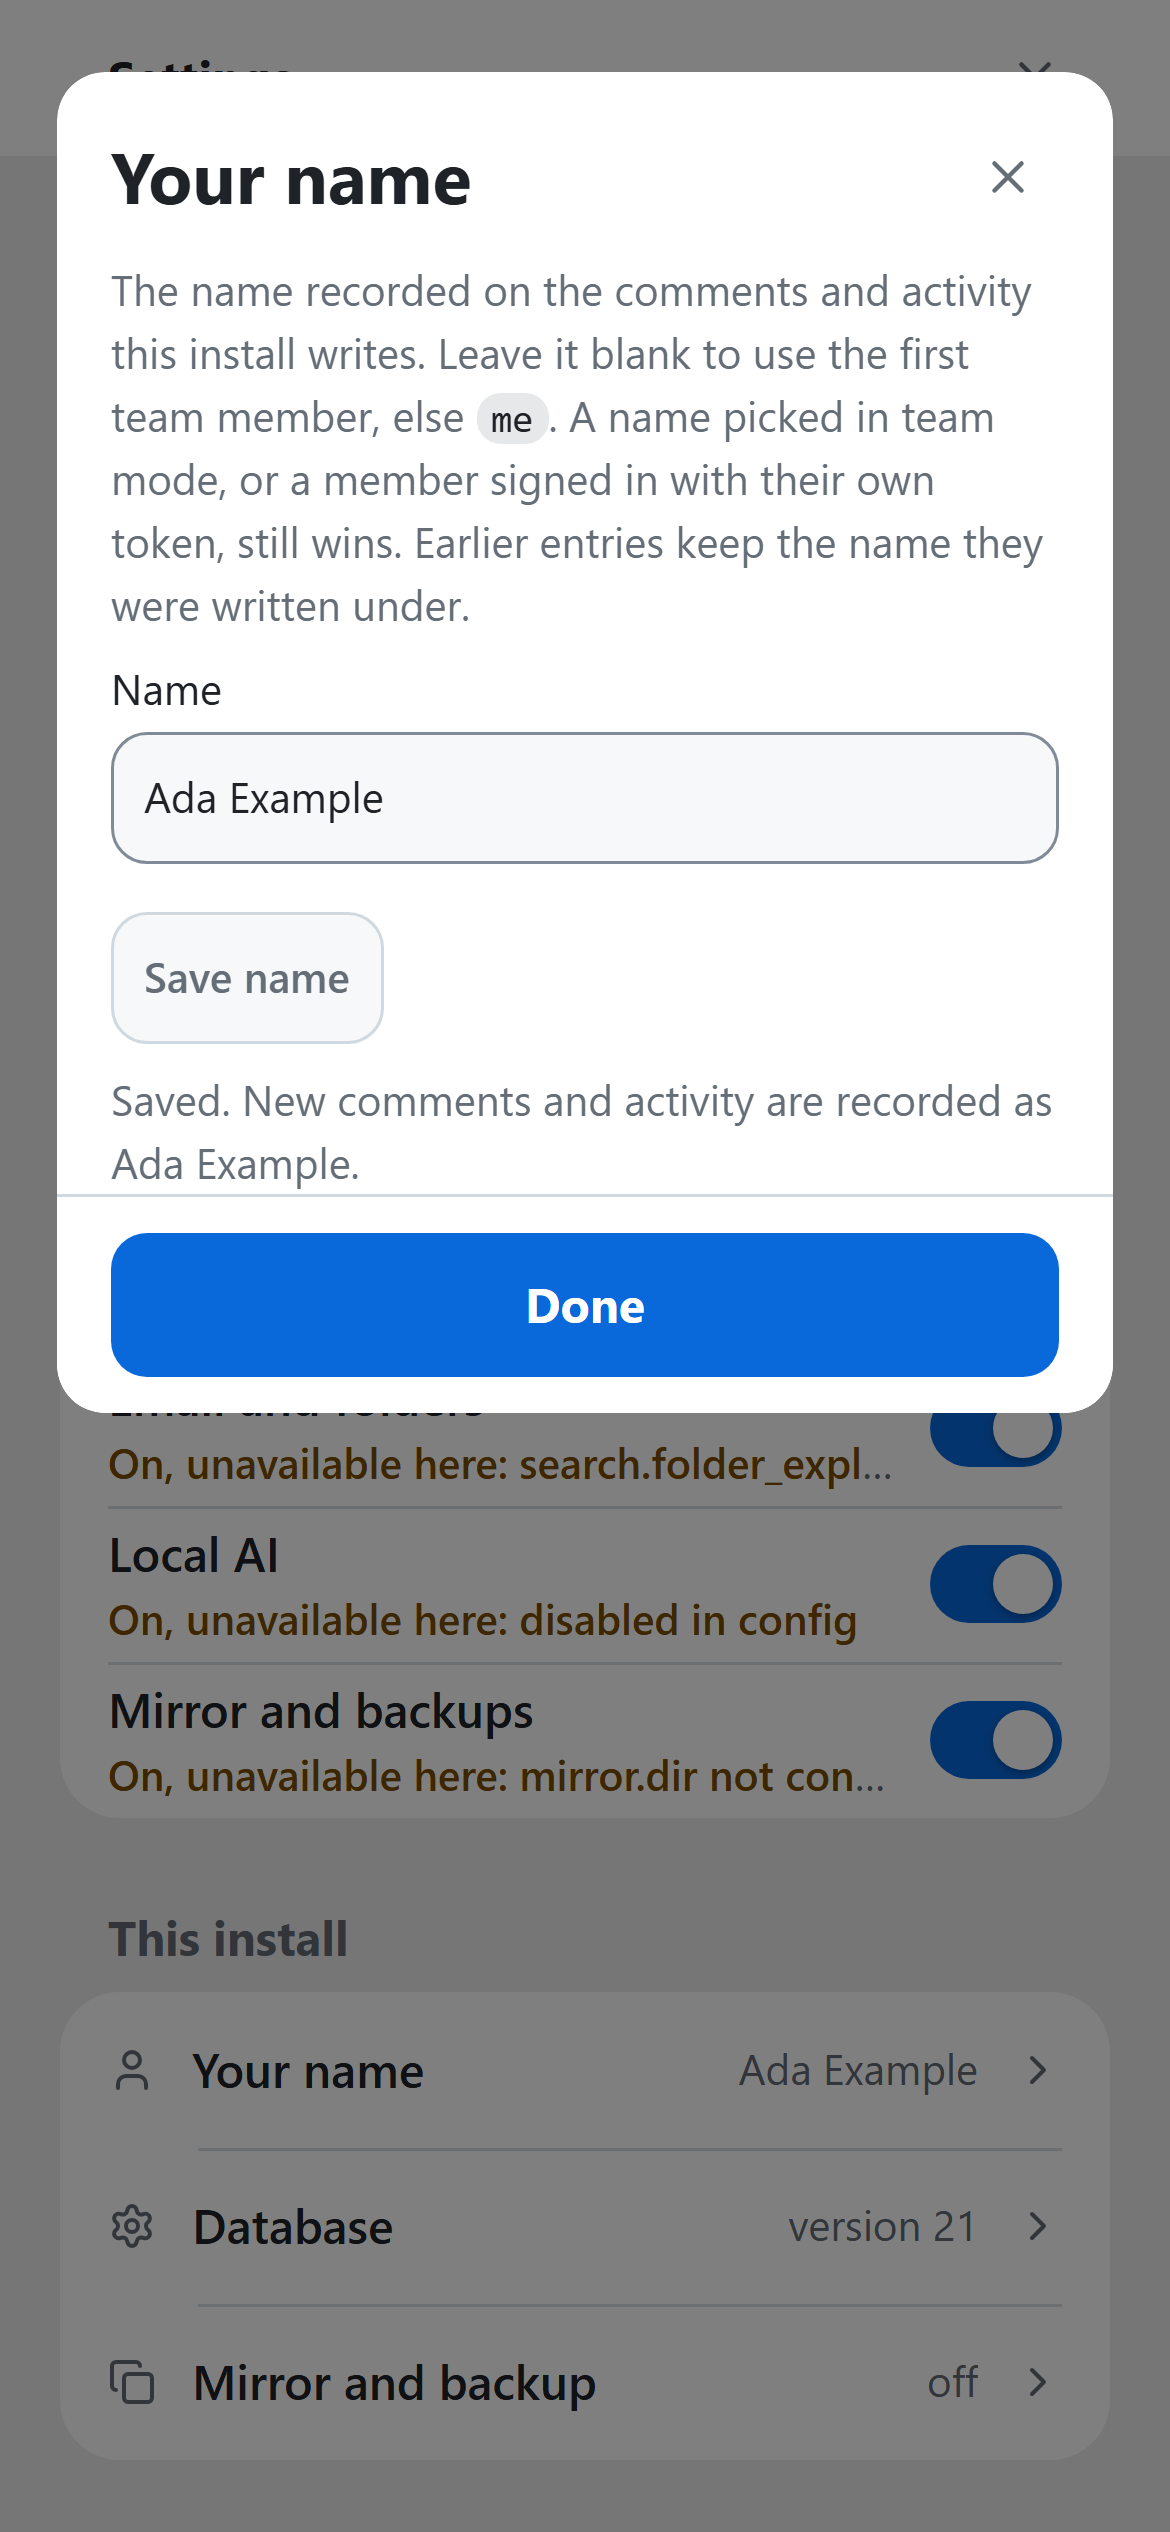 Settings
Your name
The name recorded on the comments and activity
this install writes. Leave it blank to use the first
team member, else me. A name picked in team
mode, or a member signed in with their own
token, still wins. Earlier entries keep the name they
were written under.
Name
Ada Example
Save name
Saved. New comments and activity are recorded as
Ada Example.
Done
On, unavailable here: search.folder_expl...
Local AI
On, unavailable here: disabled in config
Mirror and backups
On, unavailable here: mirror.dir not con...
This install
Your name Ada Example
Database version 21
Mirror and backup off